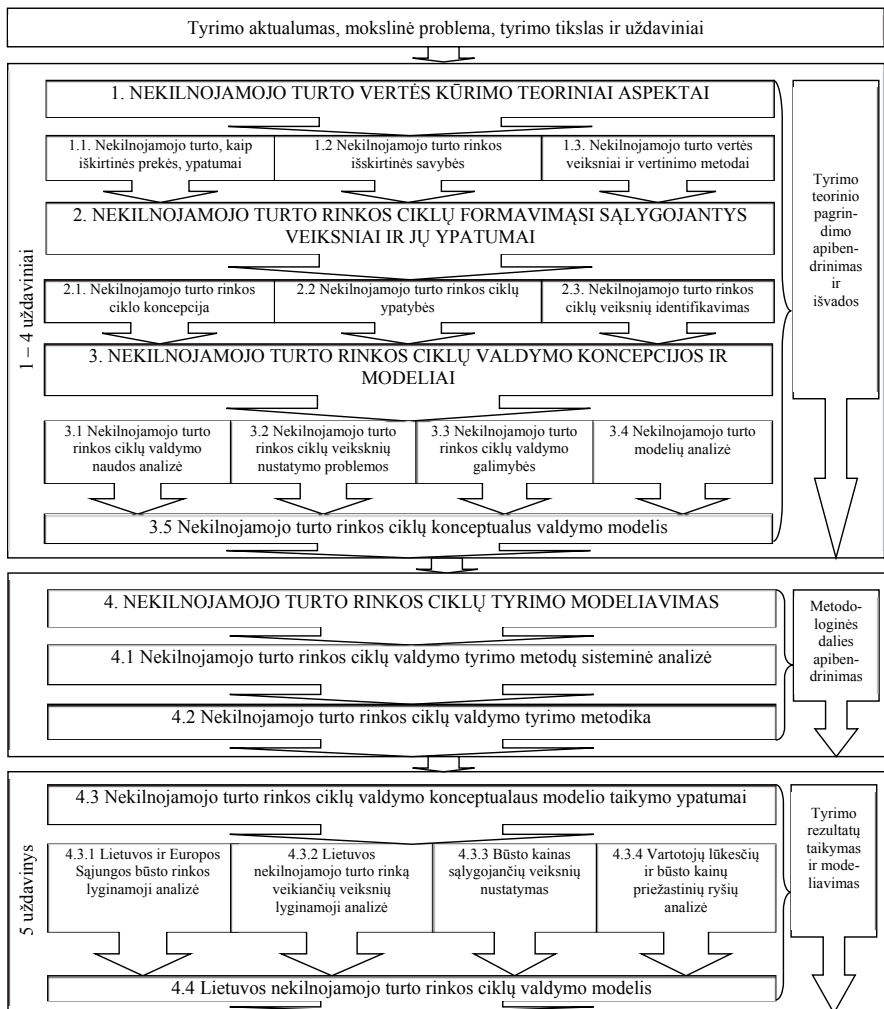 Tyrimo aktualumas, mokslinė problema, tyrimo tikslas ir uždaviniai
1 – 4 uždaviniai
1. NEKILNOJAMOJO TURTO VERTĖS KŪRIMO TEORINIAI ASPEKTAI
1.1. Nekilnojamojo turto, kaip
iškirtinės prekės, ypatumai
1.2 Nekilnojamojo turto rinkos
išskirtinės savybės
1.3. Nekilnojamojo turto vertės
veiksniai ir vertinimo metodai
2. NEKILNOJAMOJO TURTO RINKOS CIKLŲ FORMAVIMĄSI SĄLYGOJANTYS
VEIKSNIAI IR JŲ YPATUMAI
2.1. Nekilnojamojo turto rinkos
ciklo koncepcija
2.2 Nekilnojamojo turto rinkos ciklų
ypatybės
2.3. Nekilnojamojo turto rinkos
ciklų veiksnių identifikavimas
3. NEKILNOJAMOJO TURTO RINKOS CIKLŲ VALDYMO KONCEPCIJOS IR
MODELIAI
3.1 Nekilnojamojo turto
rinkos ciklų valdymo
naudos analizė
3.2 Nekilnojamojo turto
rinkos ciklų veiksknių
nustatymo problemos
3.3 Nekilnojamojo turto
rinkos ciklų valdymo
galimybės
3.4 Nekilnojamojo turto
modelių analizė
3.5 Nekilnojamojo turto rinkos ciklų konceptualus valdymo modelis
Tyrimo
teorinio
pagrin-
dimo
apiben-
drinimas
ir
išvados
4. NEKILNOJAMOJO TURTO RINKOS CIKLŲ TYRIMO MODELIAVIMAS
4.1 Nekilnojamojo turto rinkos ciklų valdymo tyrimo metodų sisteminė analizė
4.2 Nekilnojamojo turto rinkos ciklų valdymo tyrimo metodika
Metodo-
loginės
dalies
apiben-
drinimas
5 uždavinys
4.3 Nekilnojamojo turto rinkos ciklų valdymo konceptualaus modelio taikymo ypatumai
4.3.1 Lietuvos ir Europos
Sąjungos būsto rinkos
lyginamoji analizė
4.3.2 Lietuvos
nekilnojamojo turto rinką
veikiančių veiksnių
lyginamoji analizė
4.3.3 Būsto kainas
sąlygojančių veiksnių
nustatymas
4.3.4 Vartotojų lūkesčių
ir būsto kainų
priežastinių ryšių
analizė
4.4 Lietuvos nekilnojamojo turto rinkos ciklų valdymo modelis
Tyrimo
rezultatų
taikymas
ir mode-
liavimas